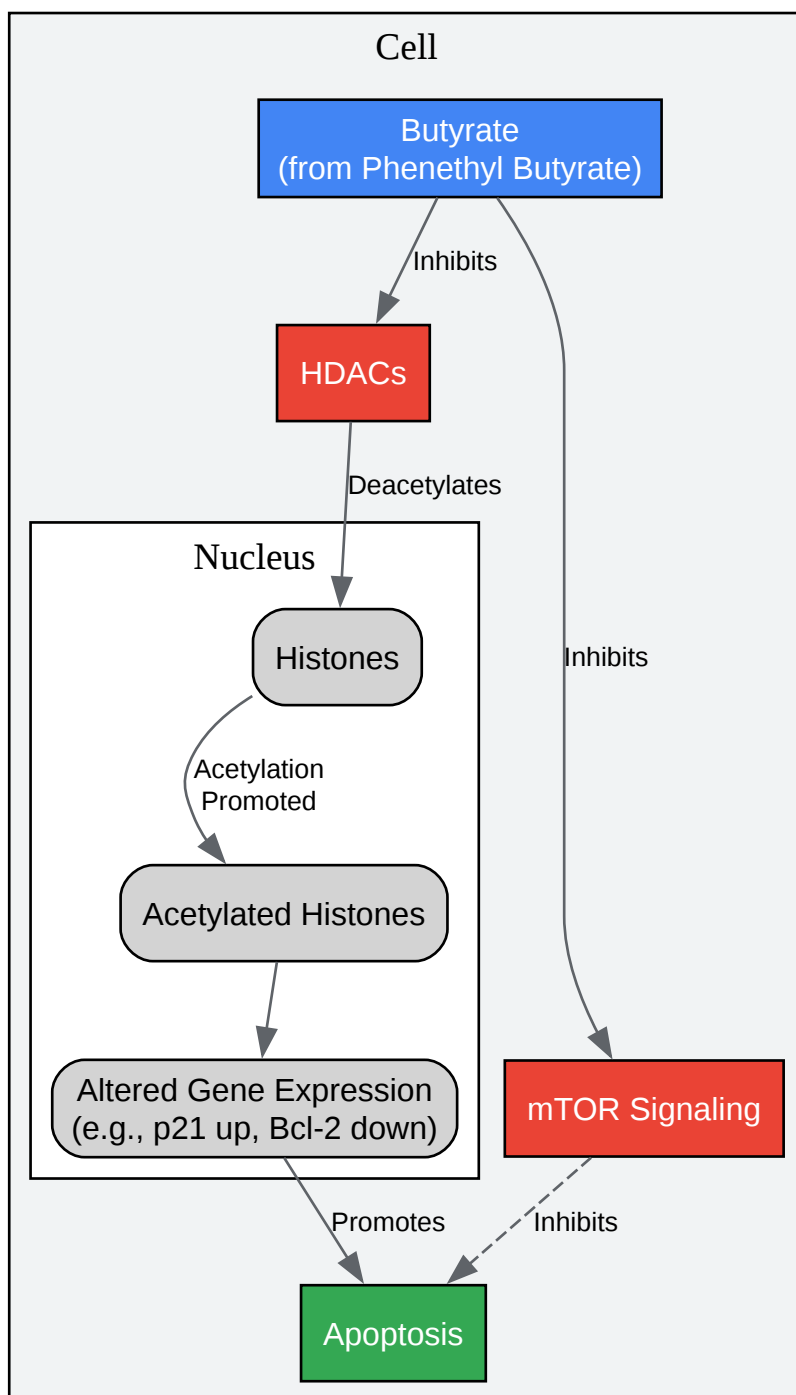 Cell
Butyrate
(from Phenethyl Butyrate)
Inhibits
HDACs
Deacetylates
Nucleus
Histones
Inhibits
Acetylation
Promoted
Acetylated Histones
Altered Gene Expression
(e.g., p21 up, Bcl-2 down)
mTOR Signaling
Promotes
Inhibits
Apoptosis